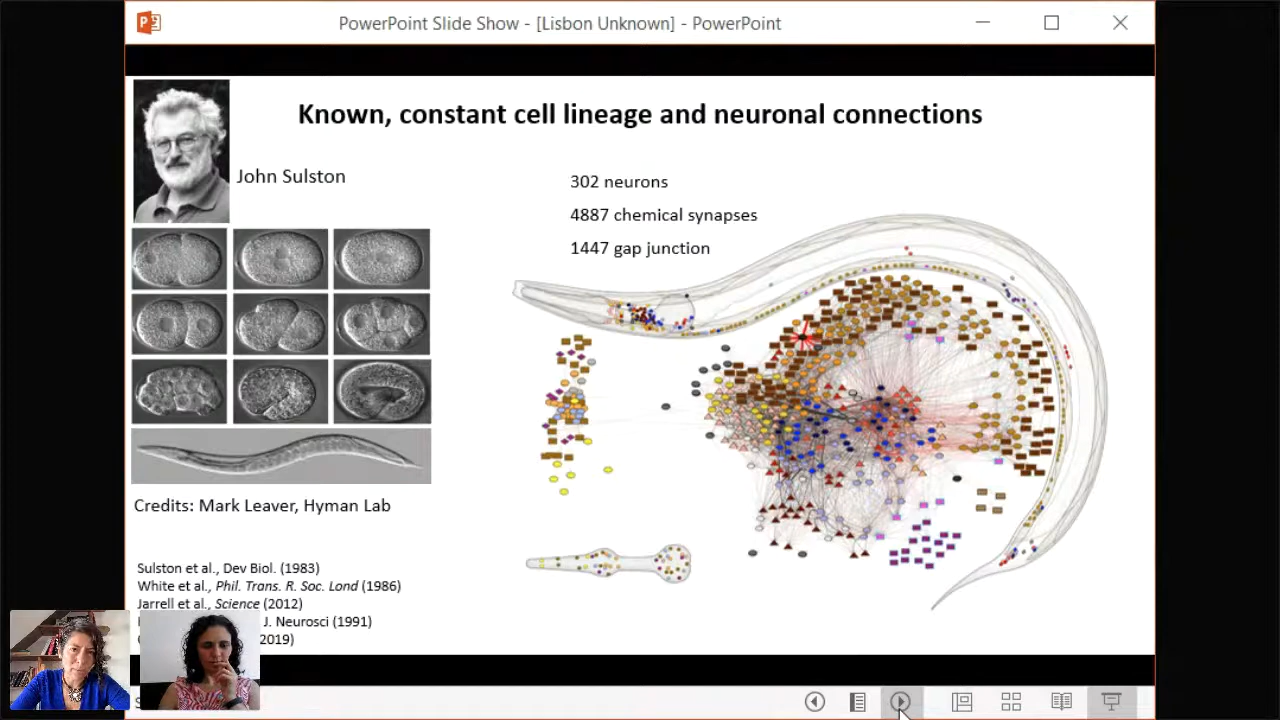 PowerPoint Slide Show - [Lisbon Unknown] - PowerPoint
Known, constant cell lineage and neuronal connections
John Sulston
302 neurons
4887 chemical synapses
1447 gap junction
Credits: Mark Leaver, Hyman Lab
Sulston et al., Dev Biol. (1983)
White et al., Phil. Trans. R. Soc. Lond (1986)
Jarrell et al., Science (2012)
J. Neurosci (1991)
2019)